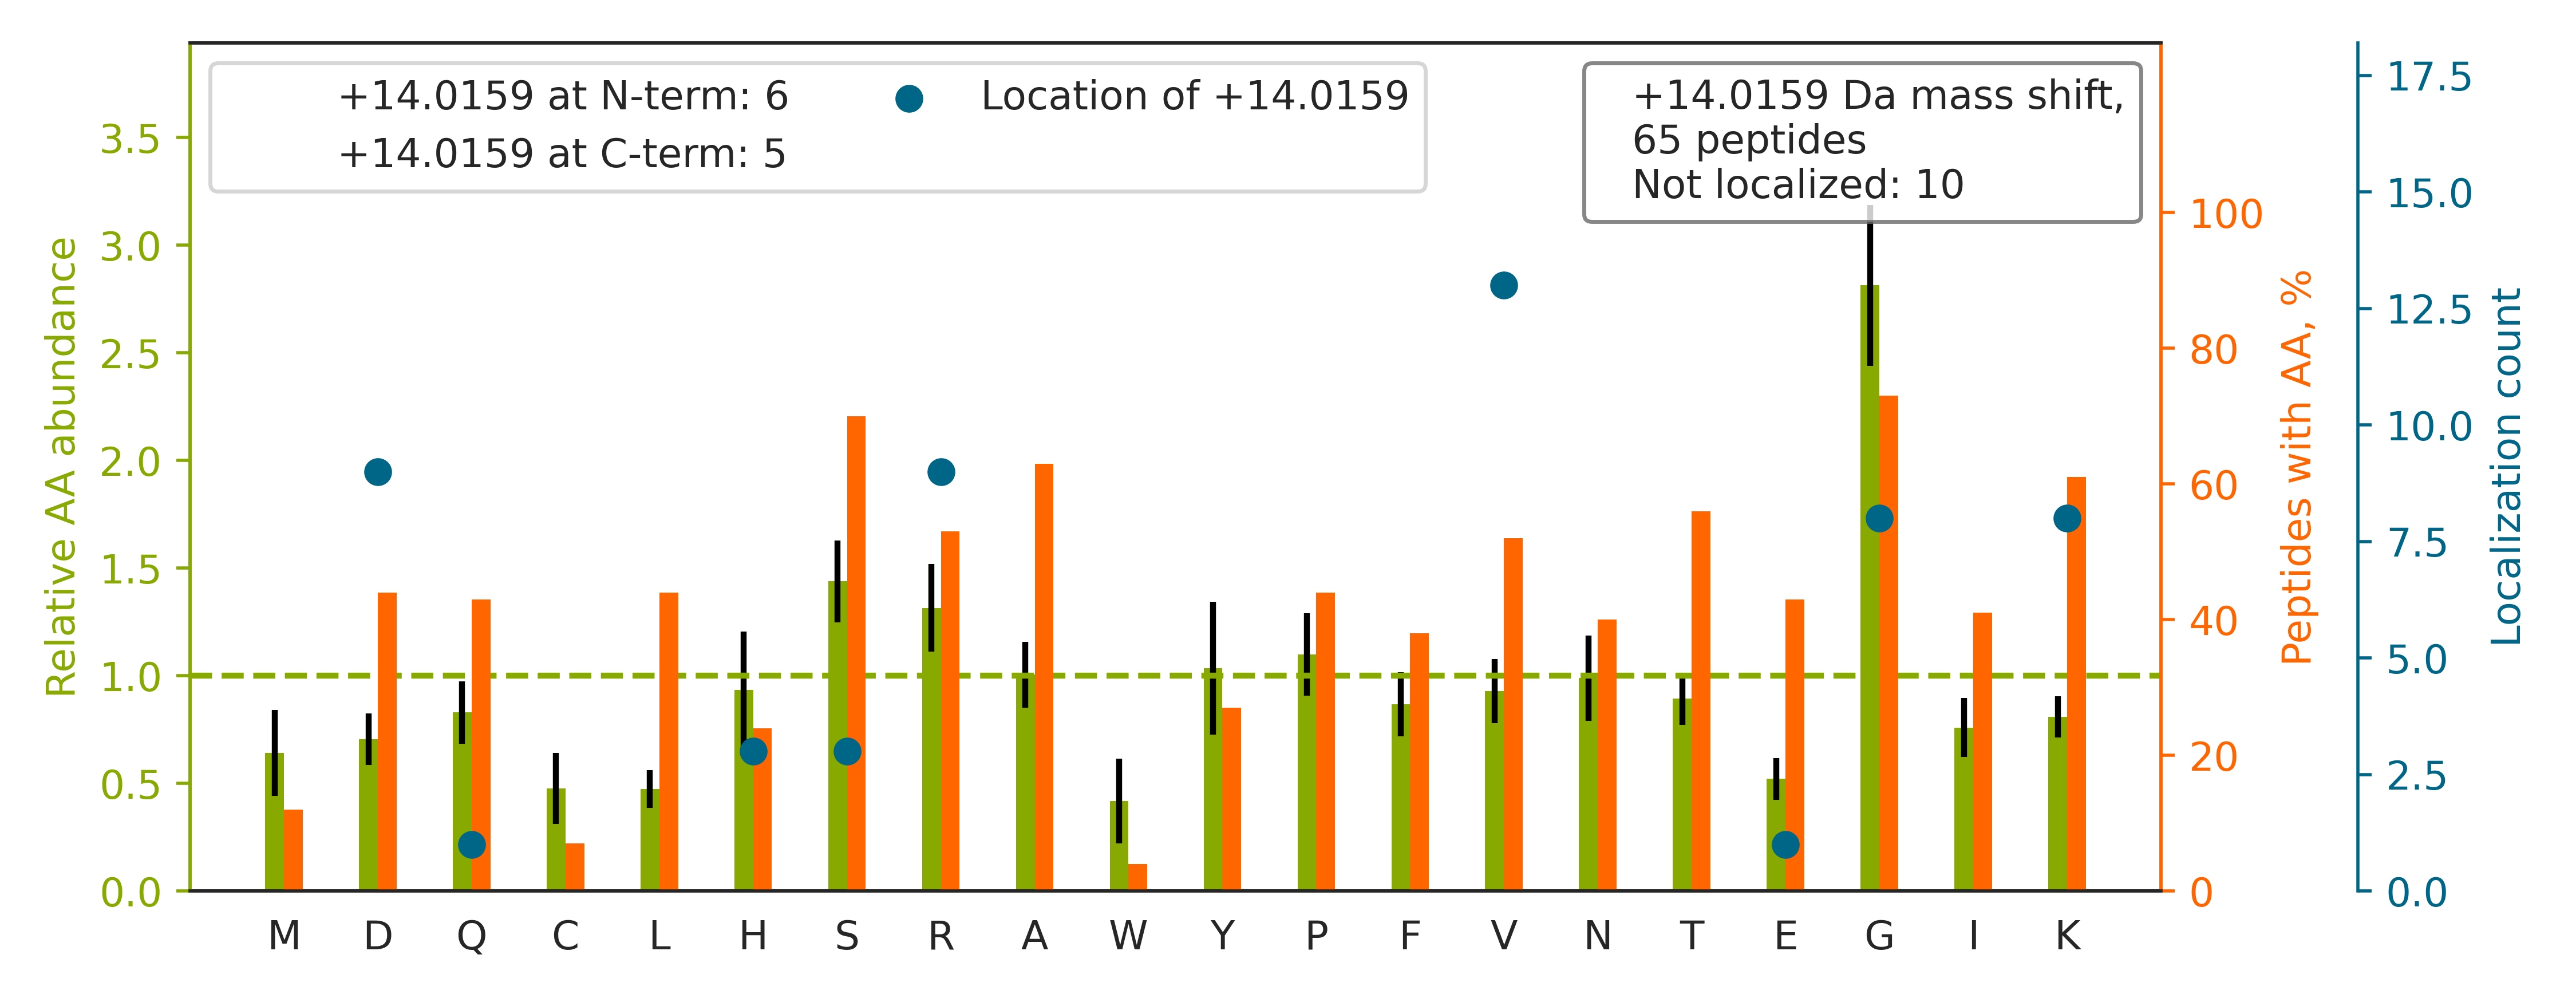 +14.0159 at N-term: 6
+14.0159 at C-term: 5
Location of +14.0159
+14.0159 Da mass shift,
65 peptides
Not localized: 10
Relative AA abundance
3.5
3.0
2.5
2.0
1.5
1.0
0.5
0.0
100
80
60
40
20
0
Peptides with AA, %
17.5
15.0
12.5
10.0
7.5
5.0
2.5
0.0
Localization count
M D Q C L H S R A W Y P F V N T E G I K